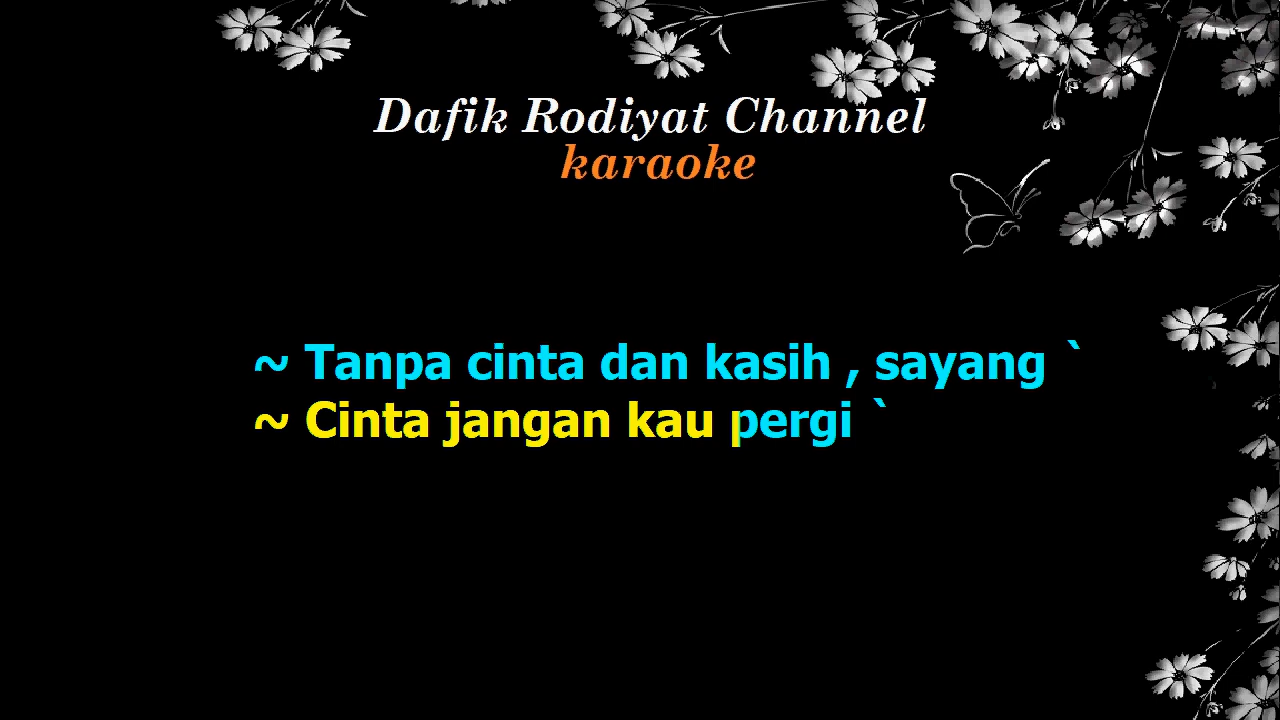 Dafik Rodiyat Channel
karaoke
~ Tanpa cinta dan kasih , sayang `
~ Cinta jangan kau pergi `